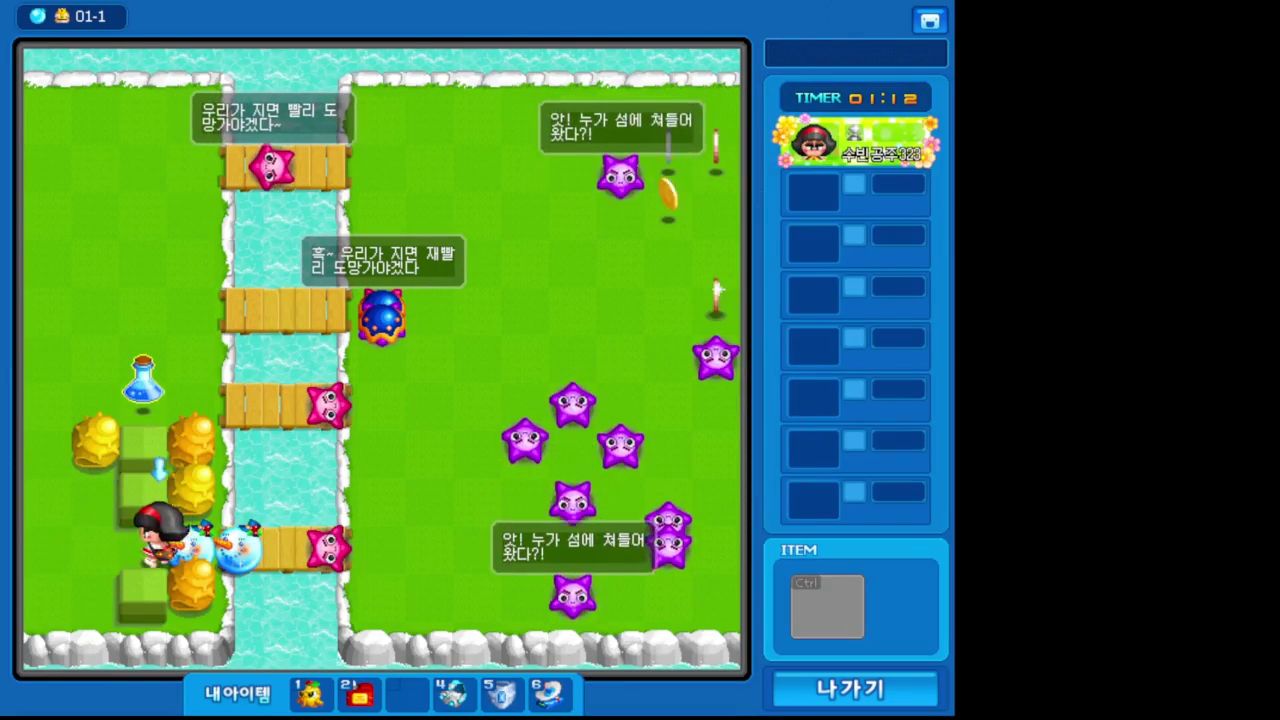 01-1
우리가 지면 빨리 도
망가야겠다~
앗! 누가 섬에 쳐들어
왔다?!
TIMER 01:12
수빈공주323
흑~ 우리가 지면 재빨
리 도망가야겠다
앗! 누가 섬에 쳐들어
왔다?!
ITEM
Ctrl
내아이템
1
2
4
5
6
나가기